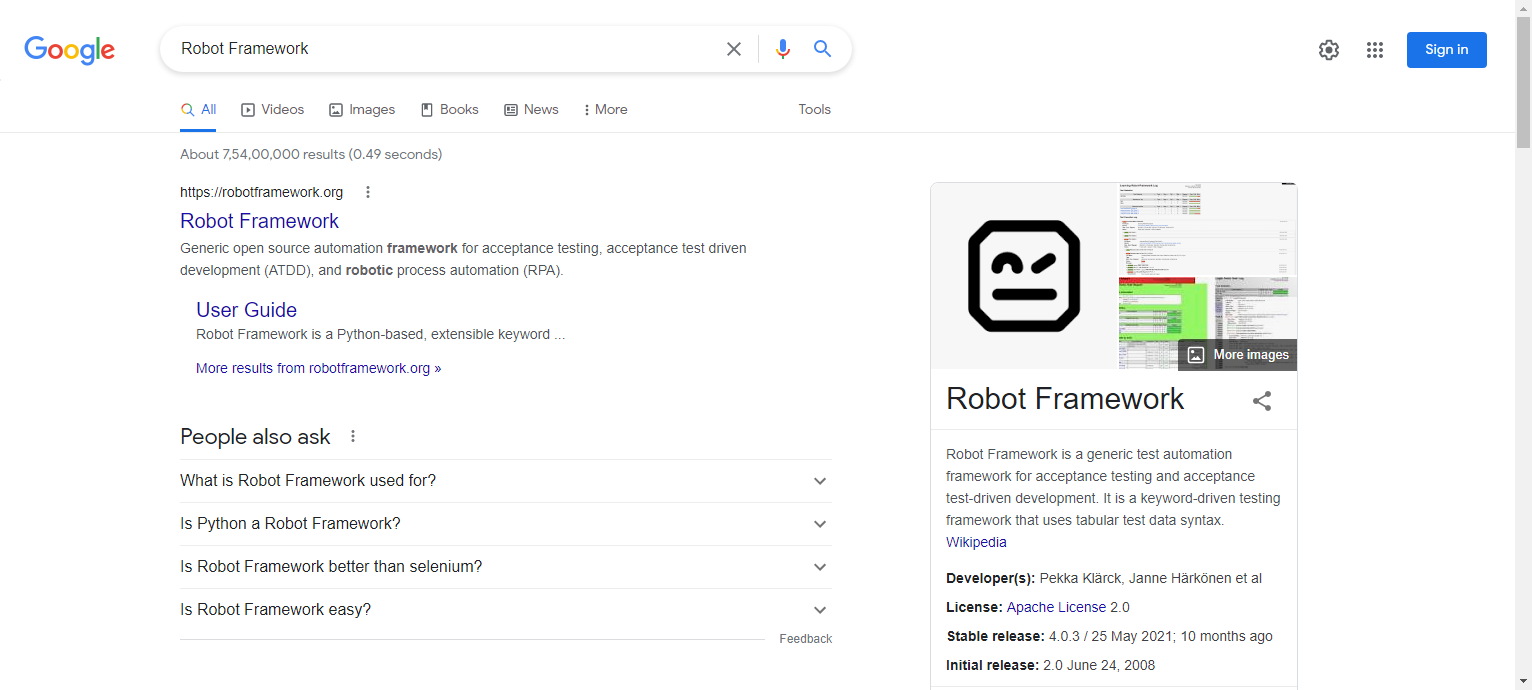 Google
Robot Framework
Sign in
All
Videos
Images
Books
News
More
Tools
About 7,54,00,000 results (0.49 seconds)
https://robotframework.org
Robot Framework
Generic open source automation framework for acceptance testing, acceptance test driven
development (ATDD), and robotic process automation (RPA).
User Guide
Robot Framework is a Python-based, extensible keyword ...
More results from robotframework.org »
People also ask
What is Robot Framework used for?
Is Python a Robot Framework?
Is Robot Framework better than selenium?
Is Robot Framework easy?
Feedback
More images
Robot Framework
Robot Framework is a generic test automation
framework for acceptance testing and acceptance
test-driven development. It is a keyword-driven testing
framework that uses tabular test data syntax.
Wikipedia
Developer(s): Pekka Klärck, Janne Härkönen et al
License: Apache License 2.0
Stable release: 4.0.3 / 25 May 2021; 10 months ago
Initial release: 2.0 June 24, 2008